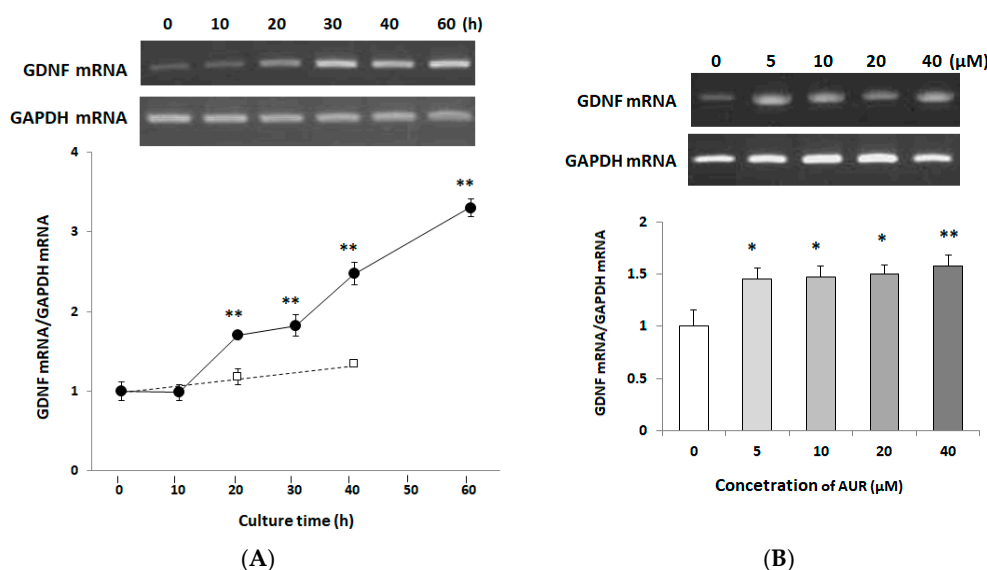 0 10 20 30 40 60 (h)
GDNF mRNA
GAPDH mRNA
4
3
2
1
0
GDNF mRNA/GAPDH mRNA
**
**
**
**
0 10 20 30 40 60
Culture time (h)
(A)
0 5 10 20 40 (μM)
GDNF mRNA
GAPDH mRNA
2
1.5
1
0.5
0
GDNF mRNA/GAPDH mRNA
* * * **
0 5 10 20 40
Concetration of AUR (μM)
(B)